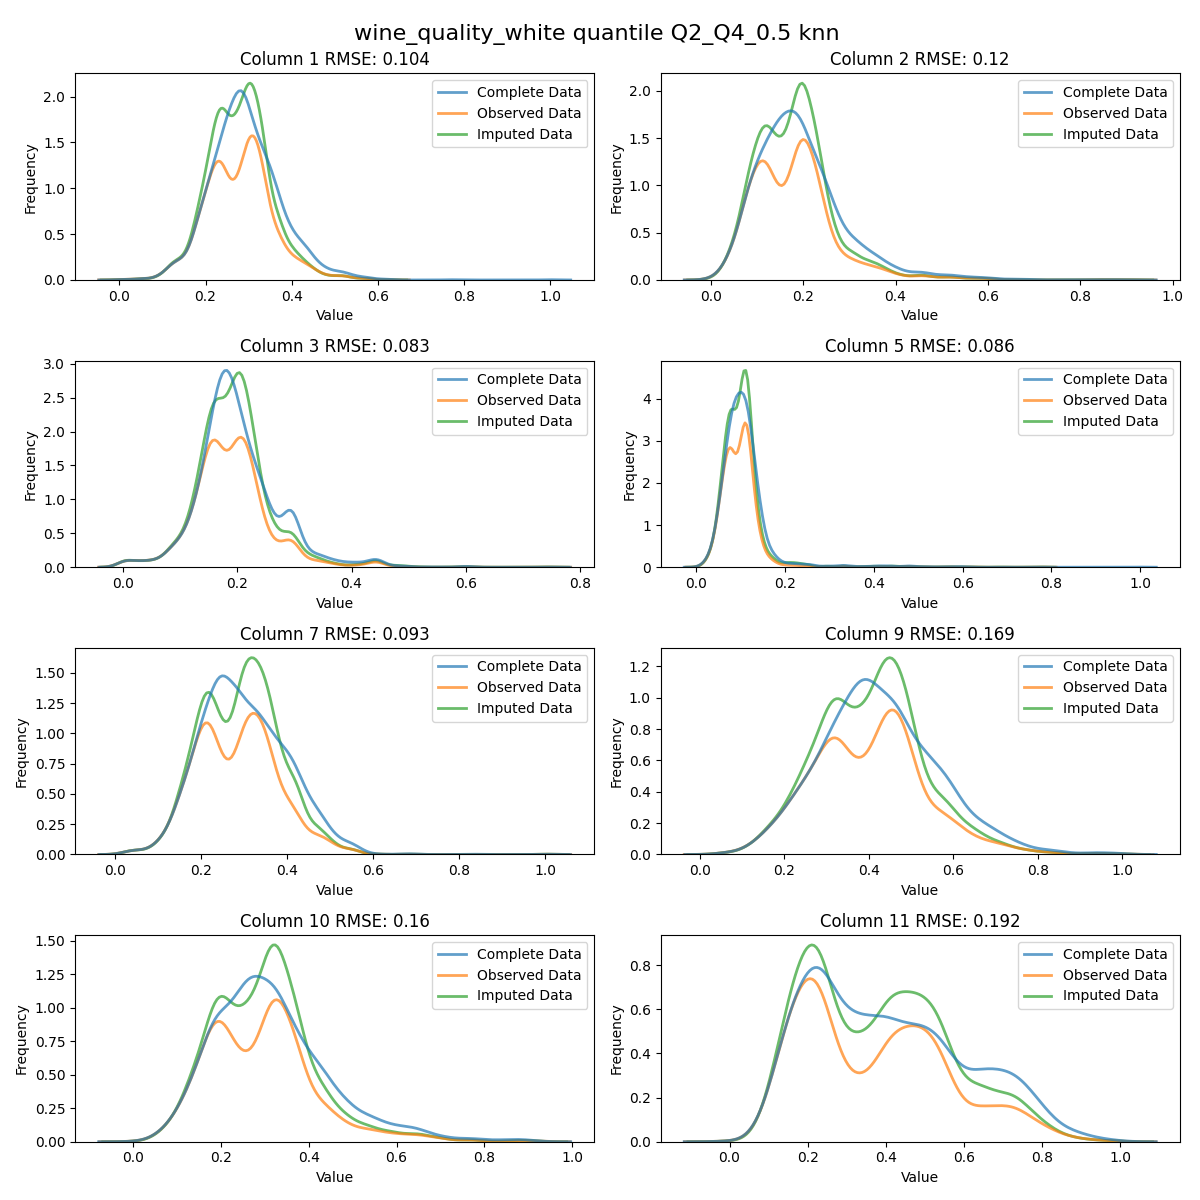 wine_quality_white quantile Q2_Q4_0.5 knn
Column 1 RMSE: 0.104
Frequency
2.0
1.5
1.0
0.5
0.0
0.0 0.2 0.4 0.6 0.8 1.0
Value
Complete Data
Observed Data
Imputed Data
Column 2 RMSE: 0.12
Frequency
2.0
1.5
1.0
0.5
0.0
0.0 0.2 0.4 0.6 0.8 1.0
Value
Complete Data
Observed Data
Imputed Data
Column 3 RMSE: 0.083
Frequency
3.0
2.5
2.0
1.5
1.0
0.5
0.0
0.0 0.2 0.4 0.6 0.8
Value
Complete Data
Observed Data
Imputed Data
Column 5 RMSE: 0.086
Frequency
4
3
2
1
0
0.0 0.2 0.4 0.6 0.8 1.0
Value
Complete Data
Observed Data
Imputed Data
Column 7 RMSE: 0.093
Frequency
1.50
1.25
1.00
0.75
0.50
0.25
0.00
0.0 0.2 0.4 0.6 0.8 1.0
Value
Complete Data
Observed Data
Imputed Data
Column 9 RMSE: 0.169
Frequency
1.2
1.0
0.8
0.6
0.4
0.2
0.0
0.0 0.2 0.4 0.6 0.8 1.0
Value
Complete Data
Observed Data
Imputed Data
Column 10 RMSE: 0.16
Frequency
1.50
1.25
1.00
0.75
0.50
0.25
0.00
0.0 0.2 0.4 0.6 0.8 1.0
Value
Complete Data
Observed Data
Imputed Data
Column 11 RMSE: 0.192
Frequency
0.8
0.6
0.4
0.2
0.0
0.0 0.2 0.4 0.6 0.8 1.0
Value
Complete Data
Observed Data
Imputed Data